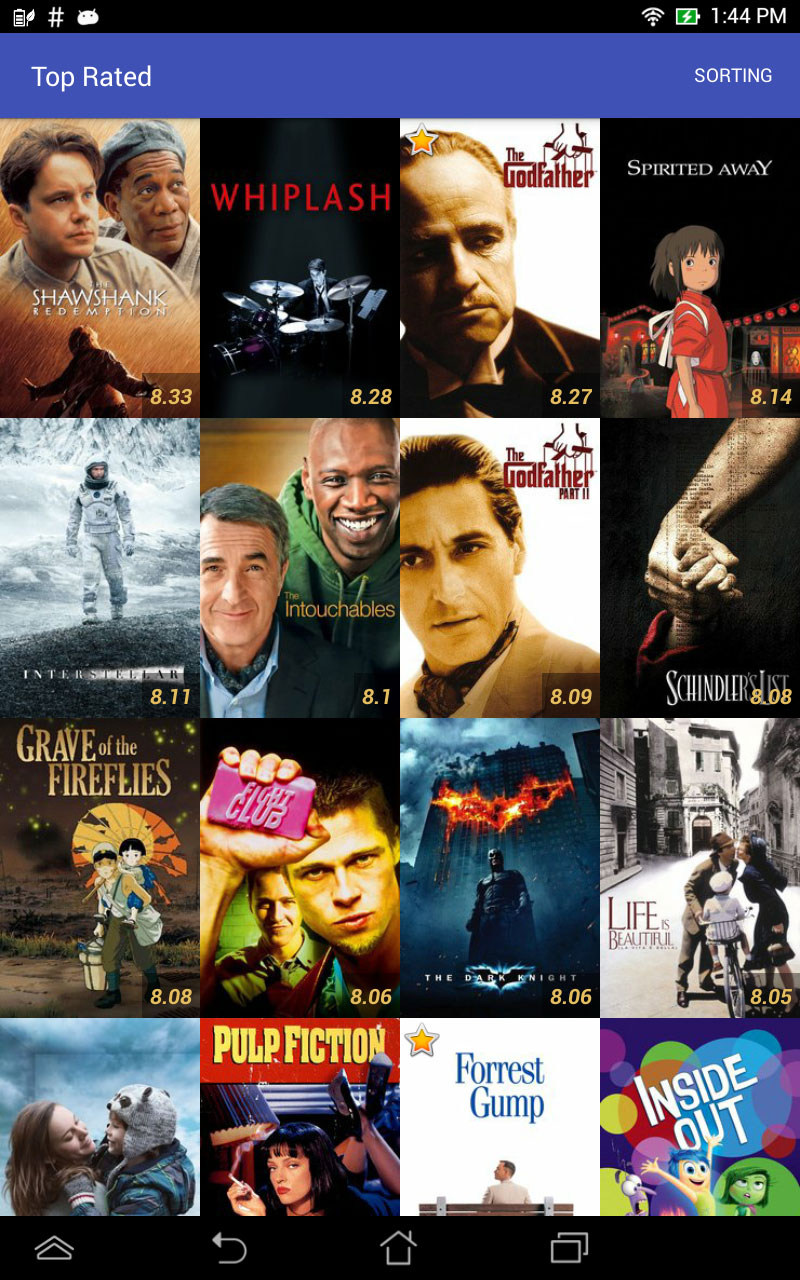 # 1:44 PM
Top Rated SORTING
THE
SHAWSHANK
REDEMPTION
8.33
WHIPLASH
8.28
The
Godfather
8.27
SPIRITED AWAY
8.14
INTERSTELLAR
8.11
The
Intouchables
8.1
The
Godfather
PART II
8.09
SCHINDLER'S LIST
8.08
GRAVE of the
FIREFLIES
8.08
FIGHT
CLUB
8.06
THE DARK KNIGHT
8.06
LIFE IS
BEAUTIFUL
(LA VITA È BELLA)
8.05
PULP FICTION
Forrest
Gump
INSIDE
OUT